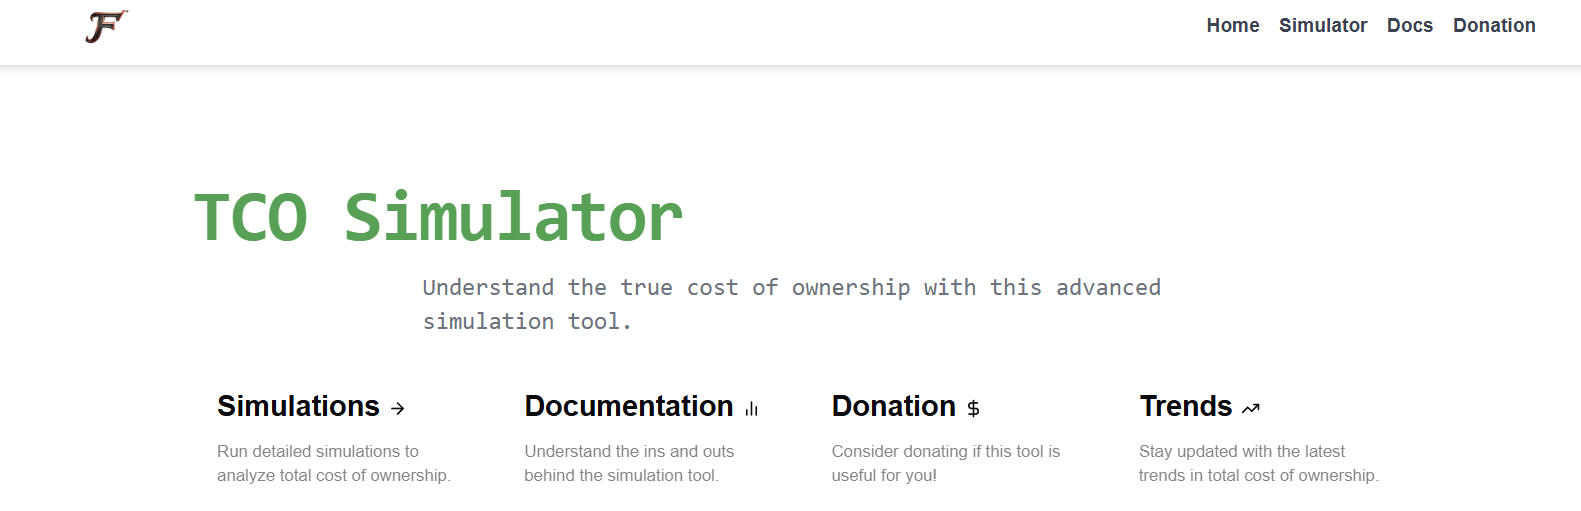 F
Home Simulator Docs Donation
TCO Simulator
Understand the true cost of ownership with this advanced
simulation tool.
Simulations Documentation Donation Trends
Run detailed simulations to
analyze total cost of ownership.
Understand the ins and outs
behind the simulation tool.
Consider donating if this tool is
useful for you!
Stay updated with the latest
trends in total cost of ownership.